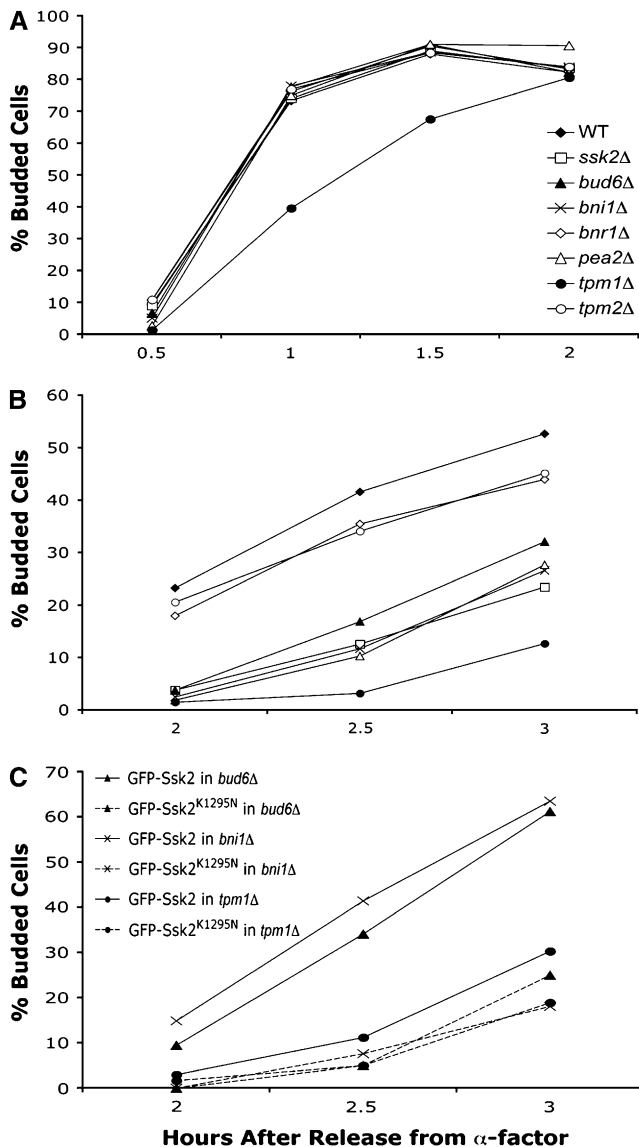 A
% Budded Cells
100
90
80
70
60
50
40
30
20
10
0
0.5 1 1.5 2
WT
ssk2Δ
bud6Δ
bni1Δ
bnr1Δ
pea2Δ
tpm1Δ
tpm2Δ
B
% Budded Cells
60
50
40
30
20
10
0
2 2.5 3
C
% Budded Cells
70
60
50
40
30
20
10
0
GFP-Ssk2 in bud6Δ
GFP-Ssk2K1295N in bud6Δ
GFP-Ssk2 in bni1Δ
GFP-Ssk2K1295N in bni1Δ
GFP-Ssk2 in tpm1Δ
GFP-Ssk2K1295N in tpm1Δ
2 2.5 3
Hours After Release from α-factor